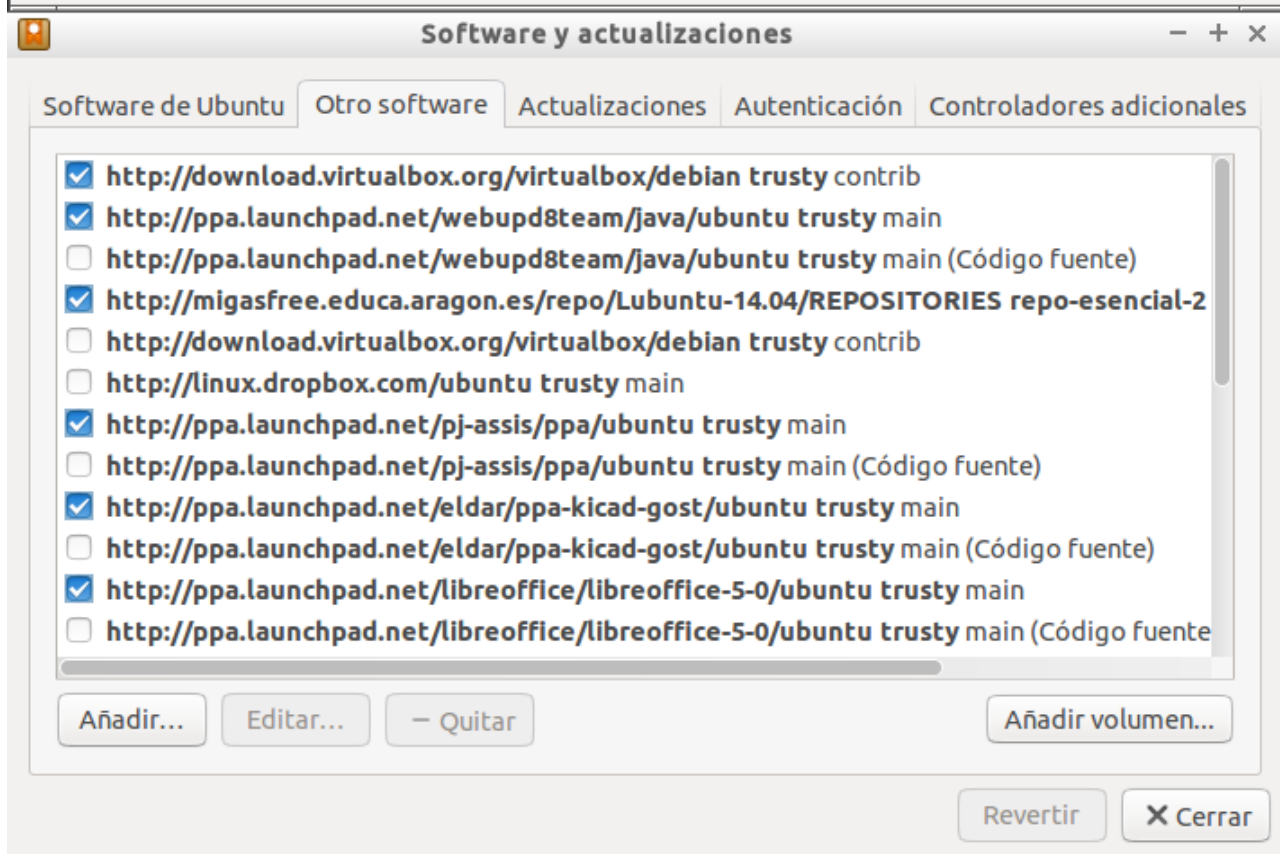 Software y actualizaciones
Software de Ubuntu Otro software Actualizaciones Autenticación Controladores adicionales
http://download.virtualbox.org/virtualbox/debian trusty contrib
http://ppa.launchpad.net/webupd8team/java/ubuntu trusty main
http://ppa.launchpad.net/webupd8team/java/ubuntu trusty main (Código fuente)
http://migasfree.educa.aragon.es/repo/Lubuntu-14.04/REPOSITORIES repo-esencial-2
http://download.virtualbox.org/virtualbox/debian trusty contrib
http://linux.dropbox.com/ubuntu trusty main
http://ppa.launchpad.net/pj-assis/ppa/ubuntu trusty main
http://ppa.launchpad.net/pj-assis/ppa/ubuntu trusty main (Código fuente)
http://ppa.launchpad.net/eldar/ppa-kicad-gost/ubuntu trusty main
http://ppa.launchpad.net/eldar/ppa-kicad-gost/ubuntu trusty main (Código fuente)
http://ppa.launchpad.net/libreoffice/libreoffice-5-0/ubuntu trusty main
http://ppa.launchpad.net/libreoffice/libreoffice-5-0/ubuntu trusty main (Código fuente
Añadir... Editar... − Quitar Añadir volumen...
Revertir Cerrar